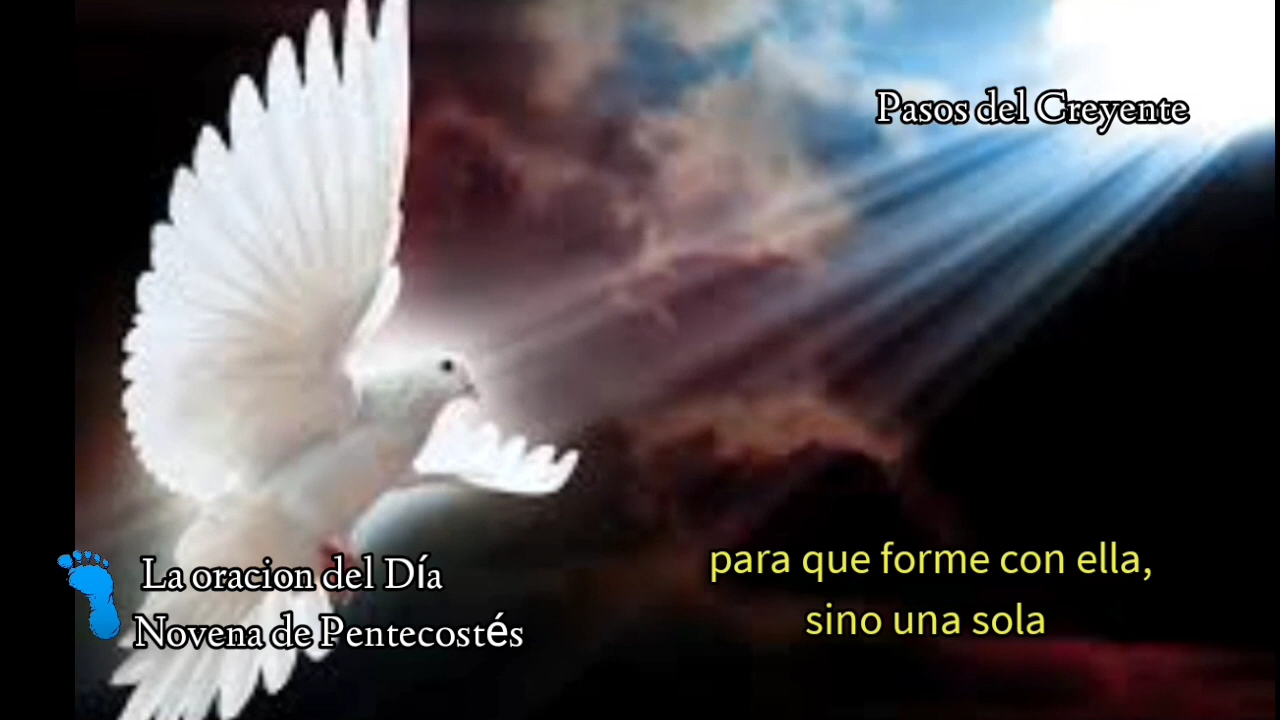 Pasos del Creyente
para que forme con ella,
sino una sola
La oracion del Día
Novena de Pentecostés